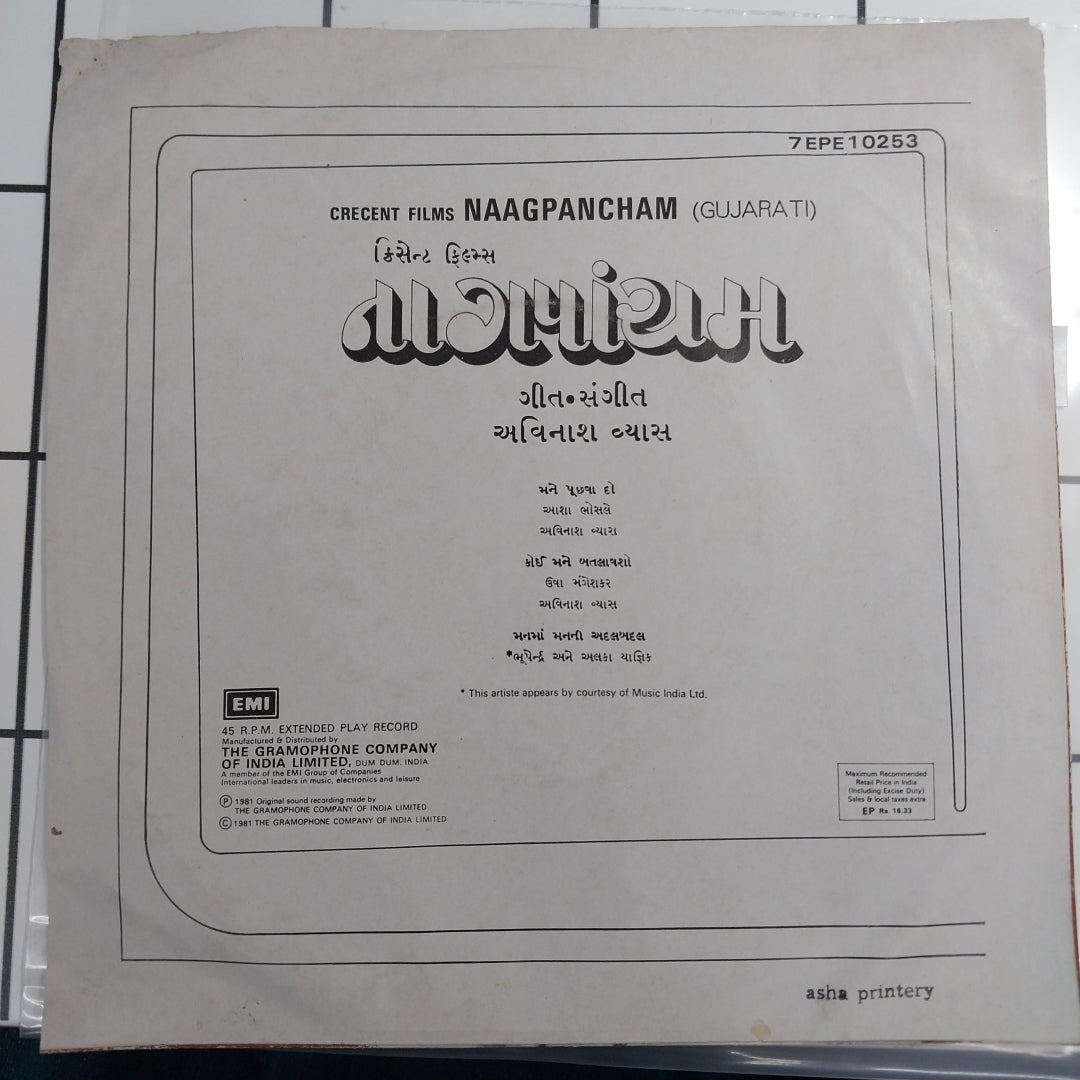 7EPE10253
CRECENT FILMS NAAGPANCHAM (GUJARATI)
ક્રિસેન્ટ ફિલ્મ્સ
નાગપાંચમ
ગીત•સંગીત
અવિનાશ વ્યાસ
મને પૂછવા દો
આશા ભોસલે
અવિનાશ વ્યાસ
કોઈ મને બતલાવશો
ઉષા મંગેશકર
અવિનાશ વ્યાસ
મનમાં મનની અદલબદલ
*ભૂપેન્દ્ર અને અલકા યાજ્ઞિક
* This artiste appears by courtesy of Music India Ltd.
EMI
45 R.P.M. EXTENDED PLAY RECORD
Manufactured & Distributed by
THE GRAMOPHONE COMPANY
OF INDIA LIMITED, DUM DUM. INDIA
A member of the EMI Group of Companies
International leaders in music, electronics and leisure
Ⓟ 1981 Original sound recording made by
THE GRAMOPHONE COMPANY OF INDIA LIMITED
Ⓒ 1981 THE GRAMOPHONE COMPANY OF INDIA LIMITED
Maximum Recommended
Retail Price in India
(Including Excise Duty)
Sales & local taxes extra
EP Rs. 16.33
asha printery